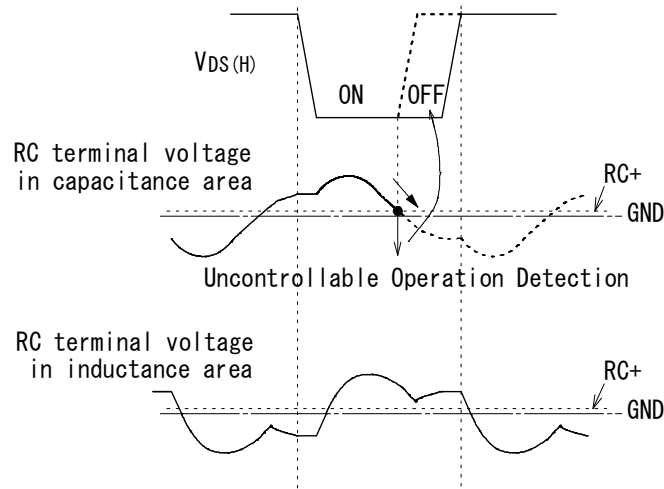 VDS(H)
ON
OFF
RC terminal voltage
in capacitance area
RC+
GND
Uncontrollable Operation Detection
RC terminal voltage
in inductance area
RC+
GND